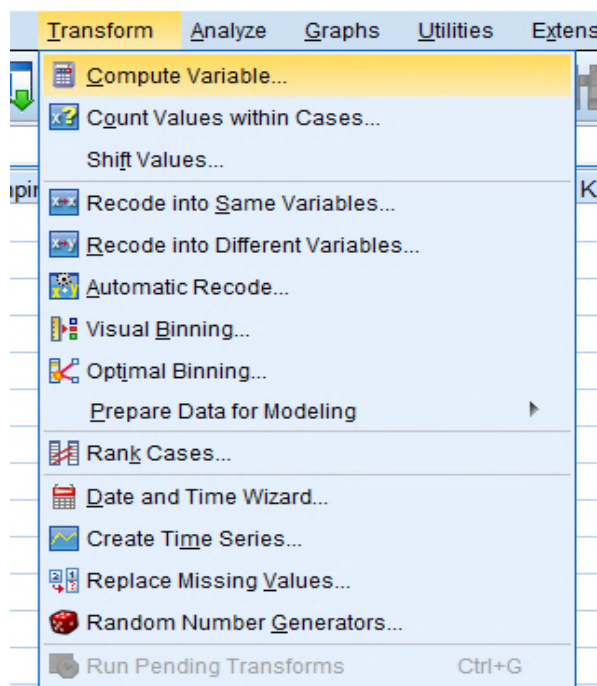 Transform Analyze Graphs Utilities Extens
Compute Variable...
Count Values within Cases...
Shift Values...
pir K
Recode into Same Variables...
Recode into Different Variables...
Automatic Recode...
Visual Binning...
Optimal Binning...
Prepare Data for Modeling
Rank Cases...
Date and Time Wizard...
Create Time Series...
Replace Missing Values...
Random Number Generators...
Run Pending Transforms Ctrl+G